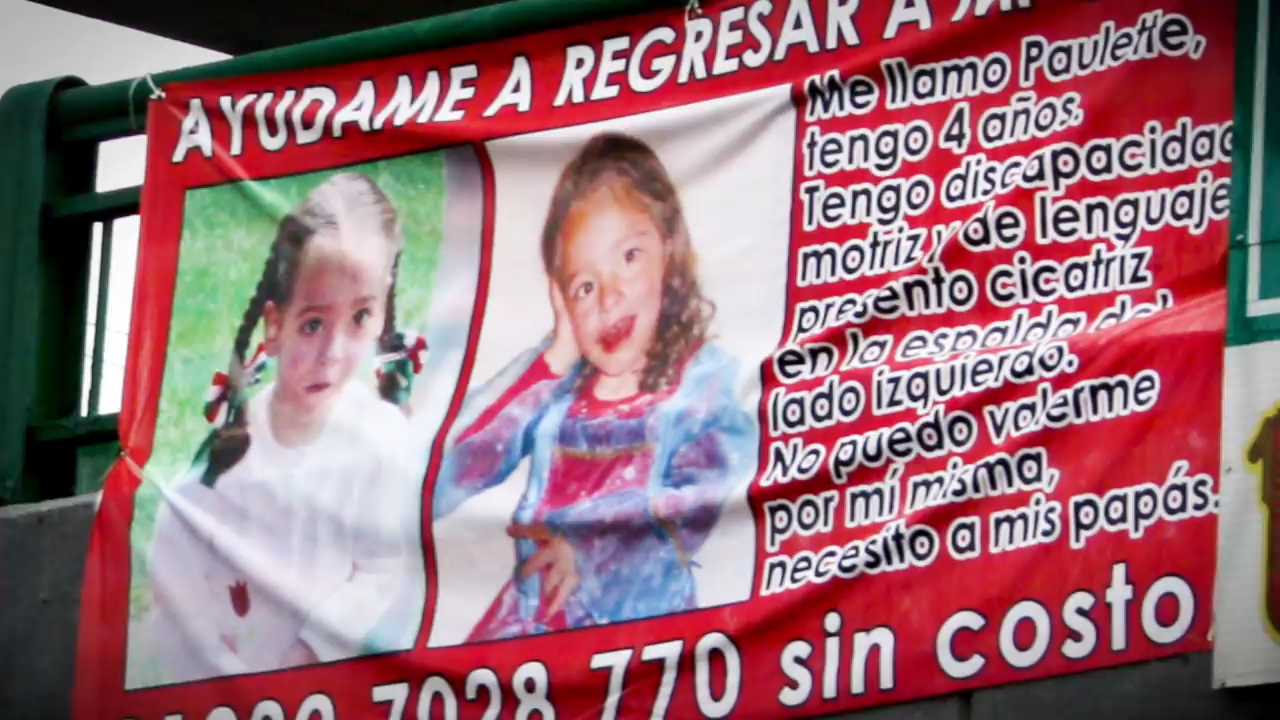 AYUDAME A REGRESAR A
Me llamo Paulette,
tengo 4 años.
Tengo discapacidad
motriz y de lenguaje
presento cicatriz
en la espalda del
lado izquierdo.
No puedo valerme
por mí misma,
necesito a mis papás.
7028 770 sin costo